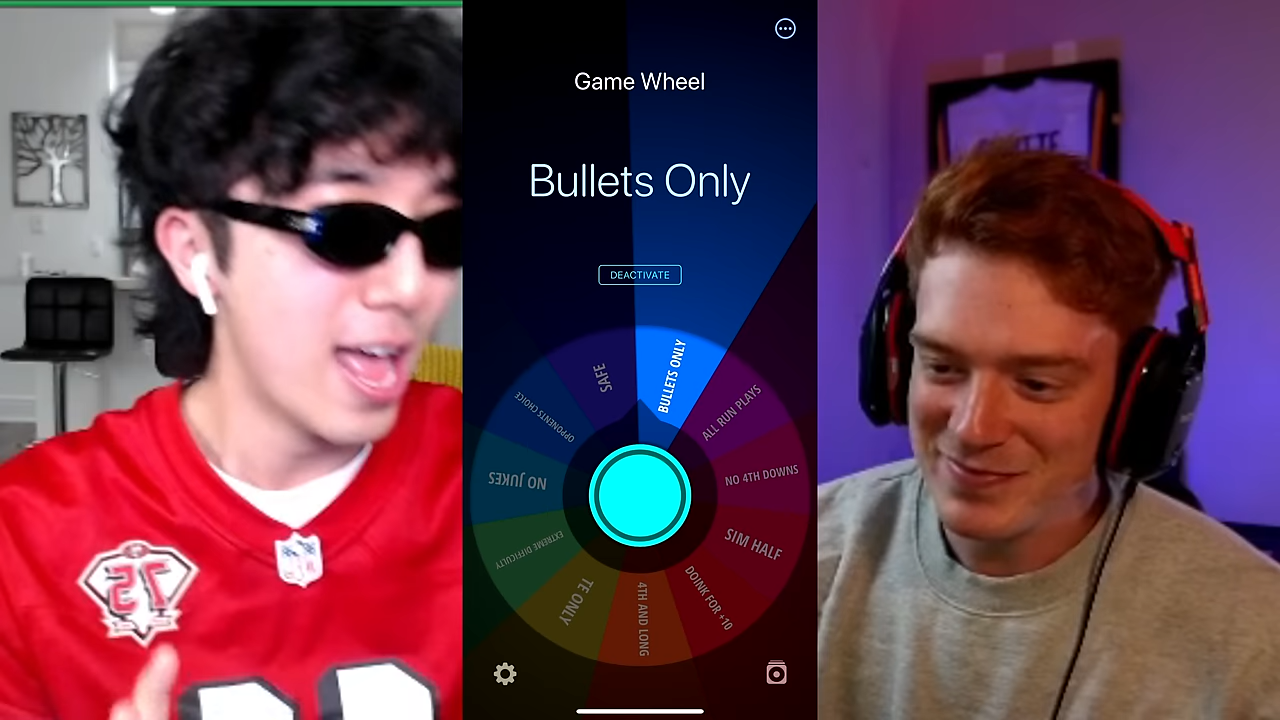 Game Wheel
Bullets Only
DEACTIVATE
SAFE
BULLETS ONLY
ALL RUN PLAYS
NO 4TH DOWNS
SIM HALF
DOINK FOR +10
4TH AND LONG
TE ONLY
EXTREME DIFFICULTY
NO JUKES
OPPONENTS CHOICE
75
NFL